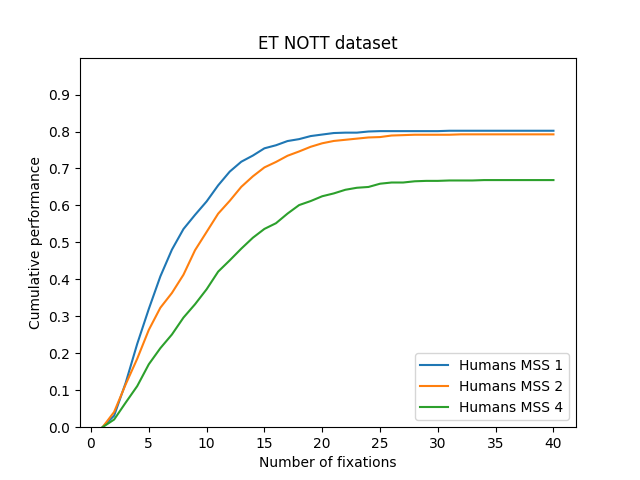 ET NOTT dataset
Cumulative performance
0.9
0.8
0.7
0.6
0.5
0.4
0.3
0.2
0.1
0.0
Humans MSS 1
Humans MSS 2
Humans MSS 4
0 5 10 15 20 25 30 35 40
Number of fixations